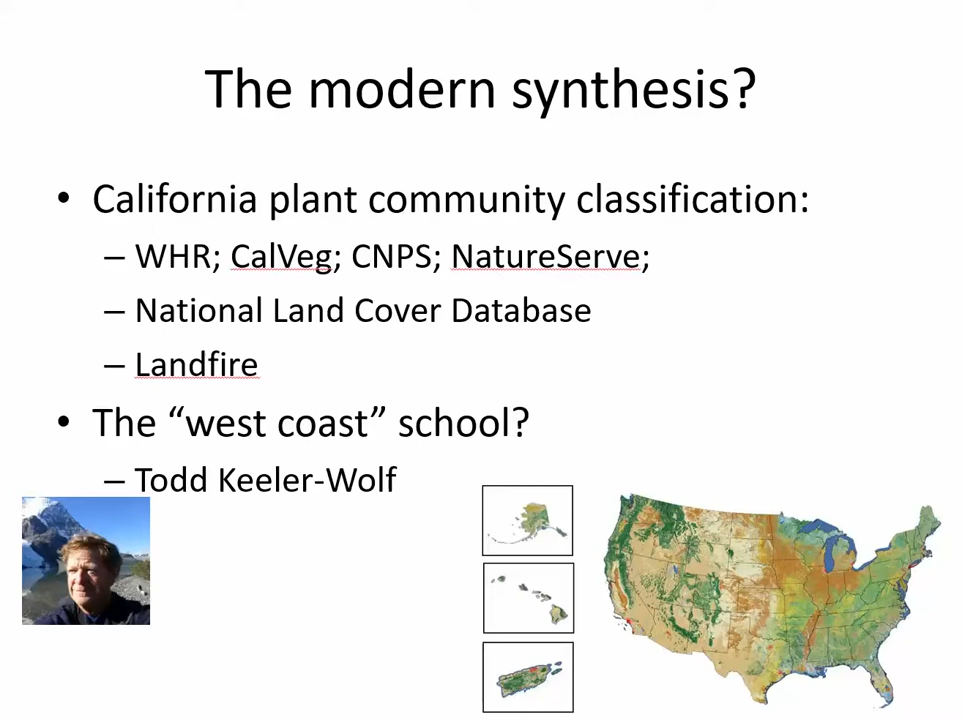 The modern synthesis?
• California plant community classification:
– WHR; CalVeg; CNPS; NatureServe;
– National Land Cover Database
– Landfire
• The “west coast” school?
– Todd Keeler-Wolf